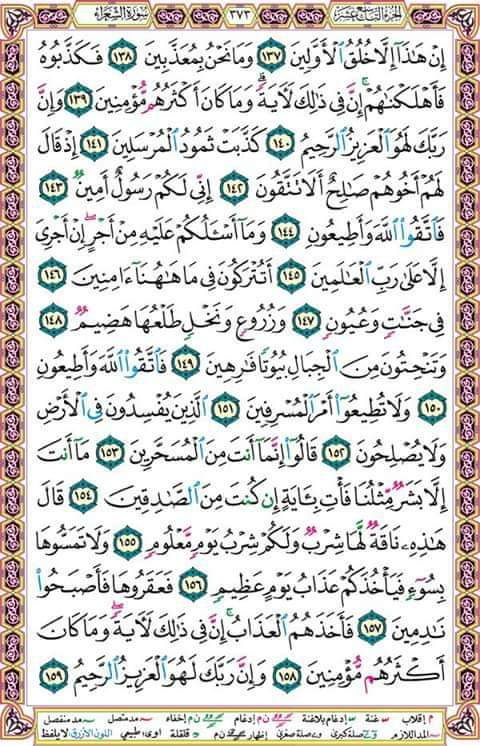 الجزء التاسع عشر ٣٧٣ سورة الشعراء
إِنْ هَٰذَآ إِلَّا خُلُقُ ٱلْأَوَّلِينَ ١٣٧ وَمَا نَحْنُ بِمُعَذَّبِينَ ١٣٨ فَكَذَّبُوهُ
فَأَهْلَكْنَٰهُمْ ۗ إِنَّ فِى ذَٰلِكَ لَءَايَةً ۖ وَمَا كَانَ أَكْثَرُهُم مُّؤْمِنِينَ ١٣٩ وَإِنَّ
رَبَّكَ لَهُوَ ٱلْعَزِيزُ ٱلرَّحِيمُ ١٤٠ كَذَّبَتْ ثَمُودُ ٱلْمُرْسَلِينَ ١٤١ إِذْ قَالَ
لَهُمْ أَخُوهُمْ صَٰلِحٌ أَلَا تَتَّقُونَ ١٤٢ إِنِّى لَكُمْ رَسُولٌ أَمِينٌ ١٤٣
فَٱتَّقُوا۟ ٱللَّهَ وَأَطِيعُونِ ١٤٤ وَمَآ أَسْـَٔلُكُمْ عَلَيْهِ مِنْ أَجْرٍ ۖ إِنْ أَجْرِىَ
إِلَّا عَلَىٰ رَبِّ ٱلْعَٰلَمِينَ ١٤٥ أَتُتْرَكُونَ فِى مَا هَٰهُنَآ ءَامِنِينَ ١٤٦
فِى جَنَّٰتٍ وَعُيُونٍ ١٤٧ وَزُرُوعٍ وَنَخْلٍ طَلْعُهَا هَضِيمٌ ١٤٨
وَتَنْحِتُونَ مِنَ ٱلْجِبَالِ بُيُوتًا فَٰرِهِينَ ١٤٩ فَٱتَّقُوا۟ ٱللَّهَ وَأَطِيعُونِ
١٥٠ وَلَا تُطِيعُوٓا۟ أَمْرَ ٱلْمُسْرِفِينَ ١٥١ ٱلَّذِينَ يُفْسِدُونَ فِى ٱلْأَرْضِ
وَلَا يُصْلِحُونَ ١٥٢ قَالُوٓا۟ إِنَّمَآ أَنتَ مِنَ ٱلْمُسَحَّرِينَ ١٥٣ مَآ أَنتَ
إِلَّا بَشَرٌ مِّثْلُنَا فَأْتِ بِـَٔايَةٍ إِن كُنتَ مِنَ ٱلصَّٰدِقِينَ ١٥٤ قَالَ
هَٰذِهِۦ نَاقَةٌ لَّهَا شِرْبٌ وَلَكُمْ شِرْبُ يَوْمٍ مَّعْلُومٍ ١٥٥ وَلَا تَمَسُّوهَا
بِسُوٓءٍ فَيَأْخُذَكُمْ عَذَابُ يَوْمٍ عَظِيمٍ ١٥٦ فَعَقَرُوهَا فَأَصْبَحُوا۟
نَٰدِمِينَ ١٥٧ فَأَخَذَهُمُ ٱلْعَذَابُ ۗ إِنَّ فِى ذَٰلِكَ لَءَايَةً ۖ وَمَا كَانَ
أَكْثَرُهُم مُّؤْمِنِينَ ١٥٨ وَإِنَّ رَبَّكَ لَهُوَ ٱلْعَزِيزُ ٱلرَّحِيمُ ١٥٩
م إقلاب غنة إدغام بلاغنة ن م إدغام ن م إخفاء مد متصل مد منفصل
المد اللازم صلة كبرى صلة صغرى إظهار ن م قلقلة اوى: طبيعي اللون الأزرق لا يلفظ